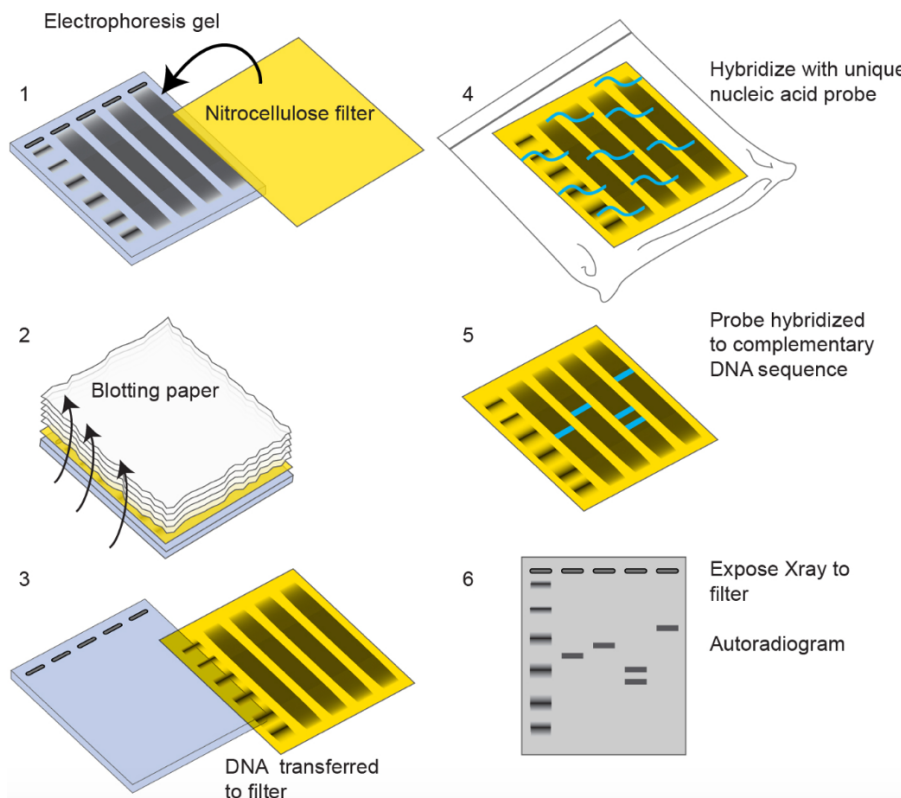 Electrophoresis gel
1
Nitrocellulose filter
2
Blotting paper
3
DNA transferred
to filter
4
Hybridize with unique
nucleic acid probe
5
Probe hybridized
to complementary
DNA sequence
6
Expose Xray to
filter
Autoradiogram